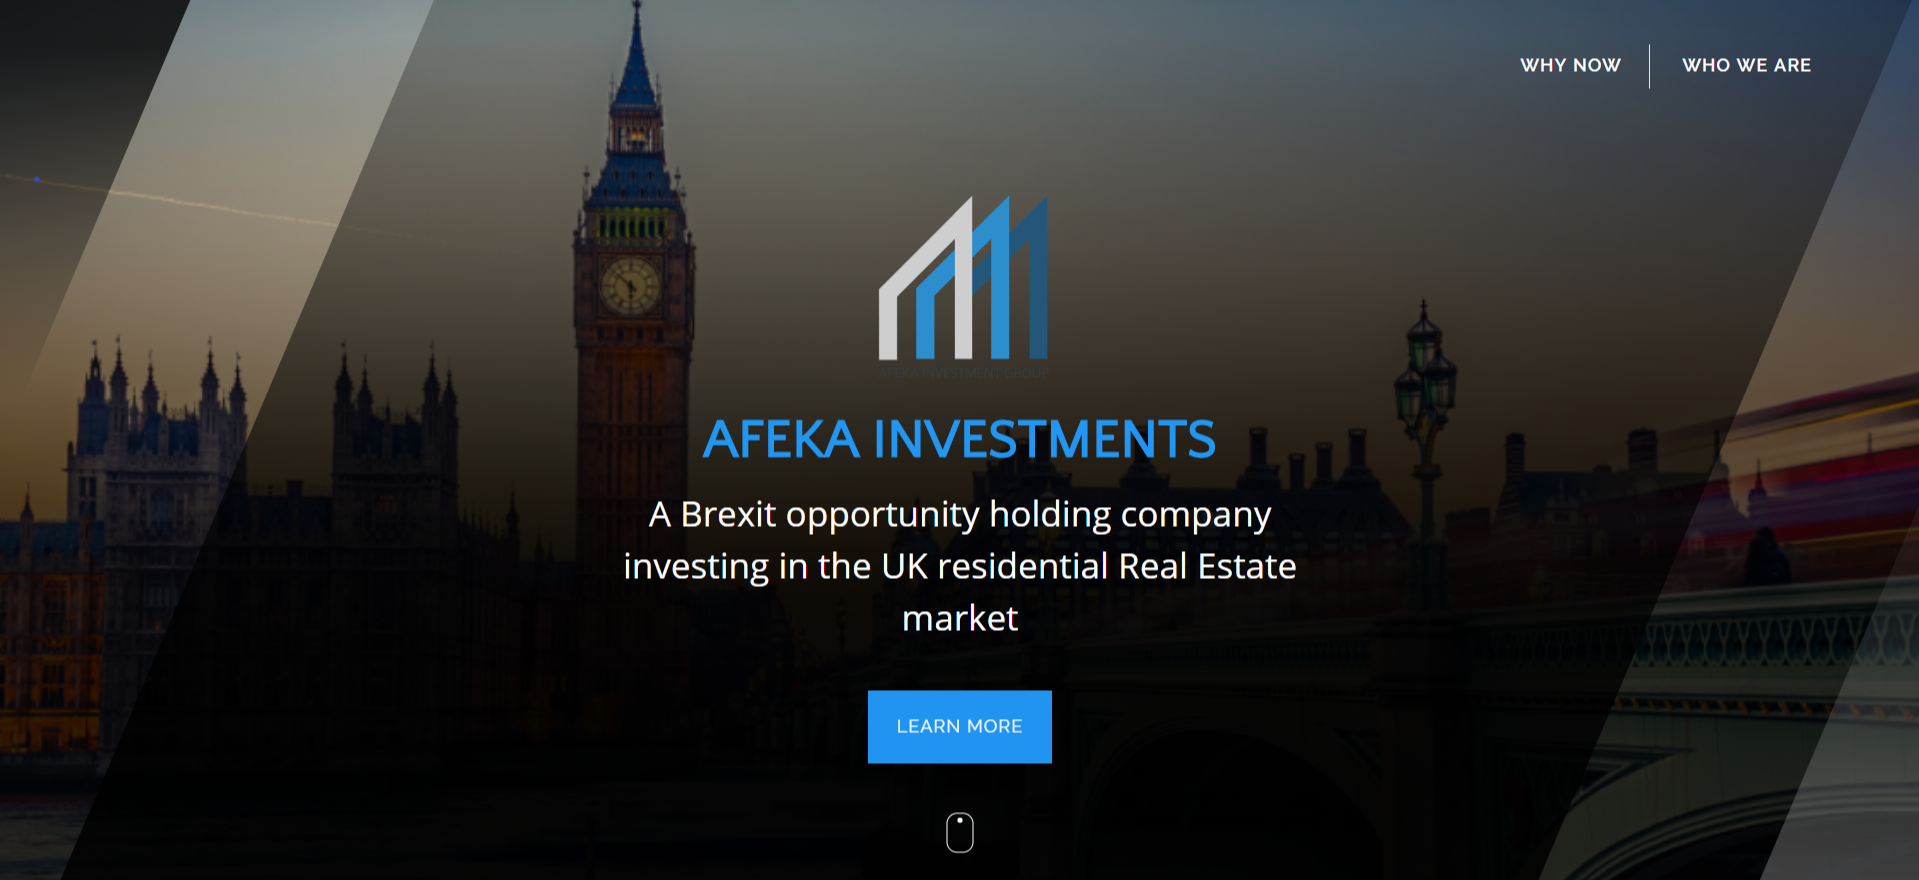 WHY NOW
WHO WE ARE
AFEKA INVESTMENT GROUP
AFEKA INVESTMENTS
A Brexit opportunity holding company
investing in the UK residential Real Estate
market
LEARN MORE